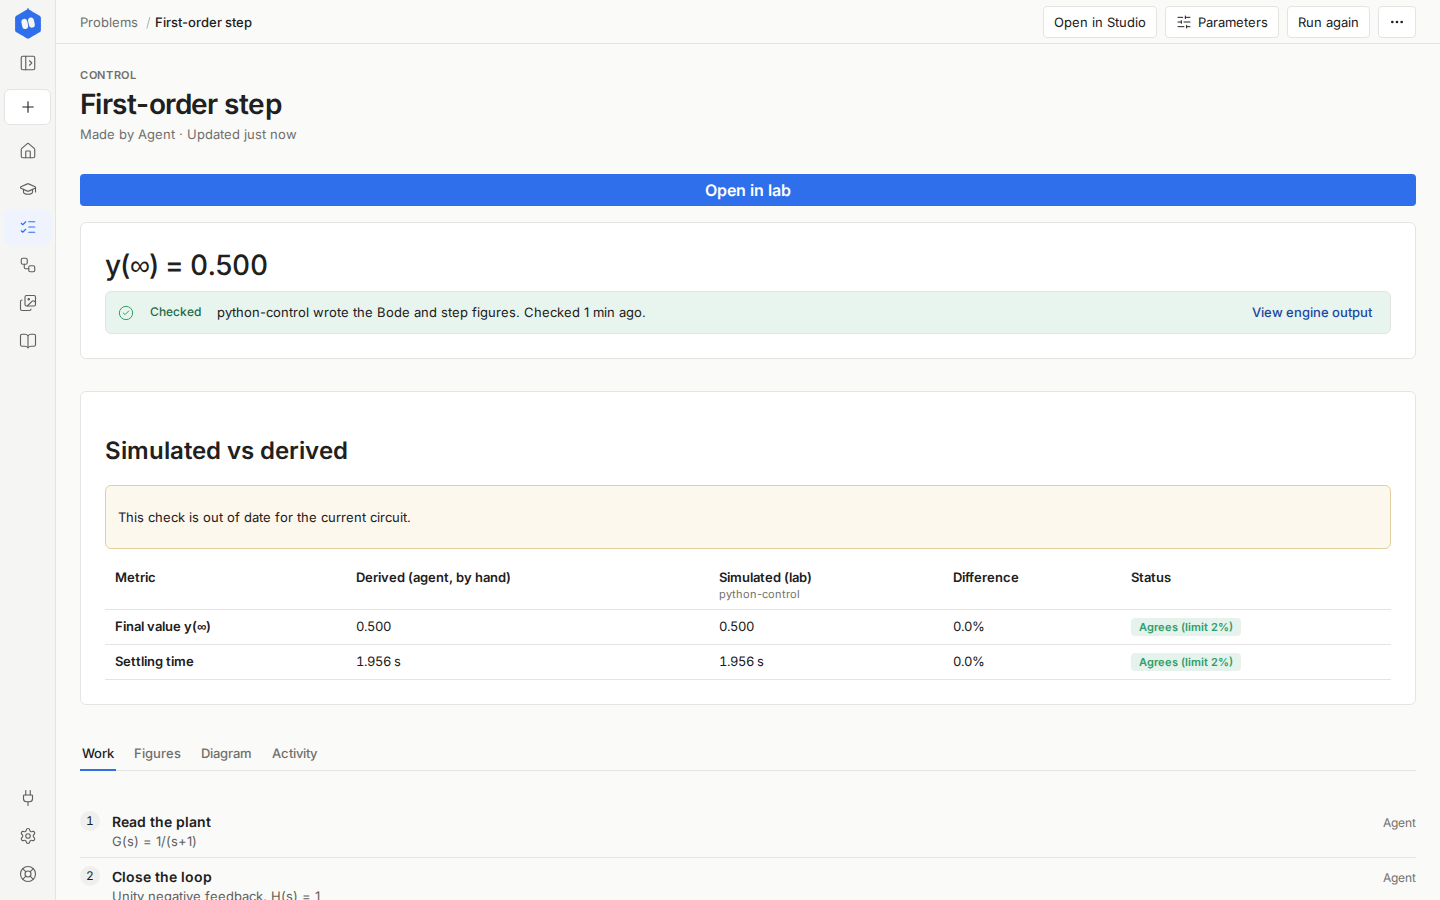 Problems / First-order step
Open in Studio
Parameters
Run again
CONTROL
First-order step
Made by Agent · Updated just now
Open in lab
y(∞) = 0.500
Checked python-control wrote the Bode and step figures. Checked 1 min ago.
View engine output
Simulated vs derived
This check is out of date for the current circuit.
Metric Derived (agent, by hand) Simulated (lab) Difference Status
python-control
Final value y(∞) 0.500 0.500 0.0% Agrees (limit 2%)
Settling time 1.956 s 1.956 s 0.0% Agrees (limit 2%)
Work Figures Diagram Activity
1 Read the plant Agent
G(s) = 1/(s+1)
2 Close the loop Agent
Unity negative feedback, H(s) = 1